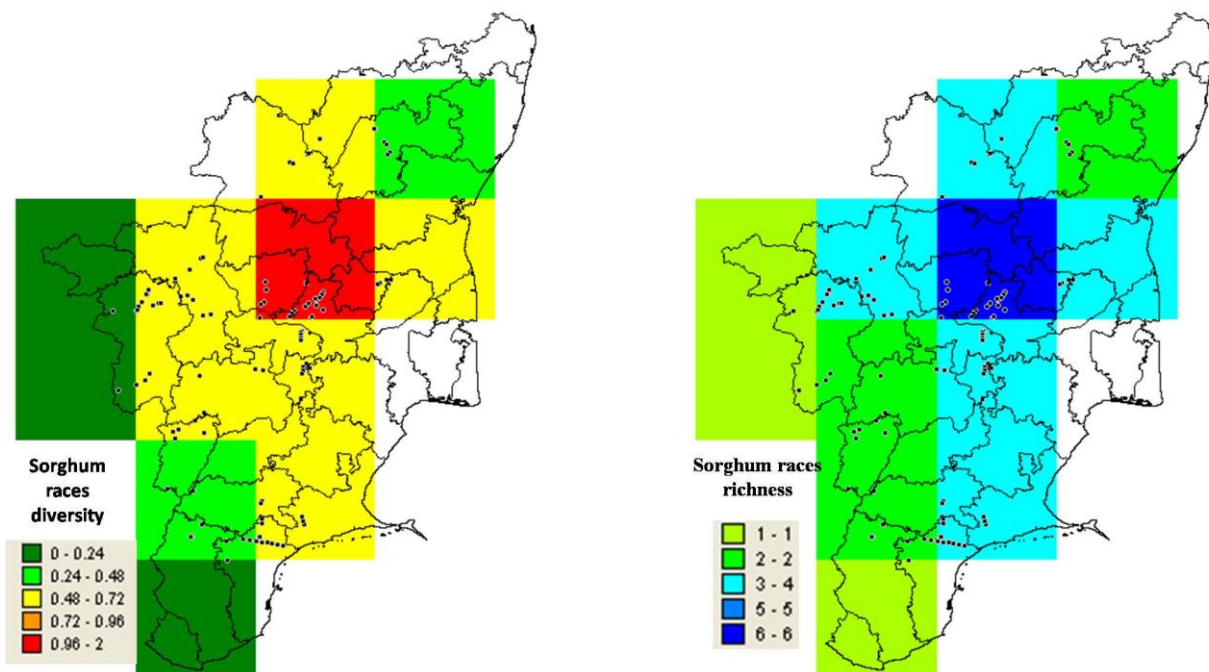 Sorghum
races
diversity
0 - 0.24
0.24 - 0.48
0.48 - 0.72
0.72 - 0.96
0.96 - 2
Sorghum races
richness
1 - 1
2 - 2
3 - 4
5 - 5
6 - 6